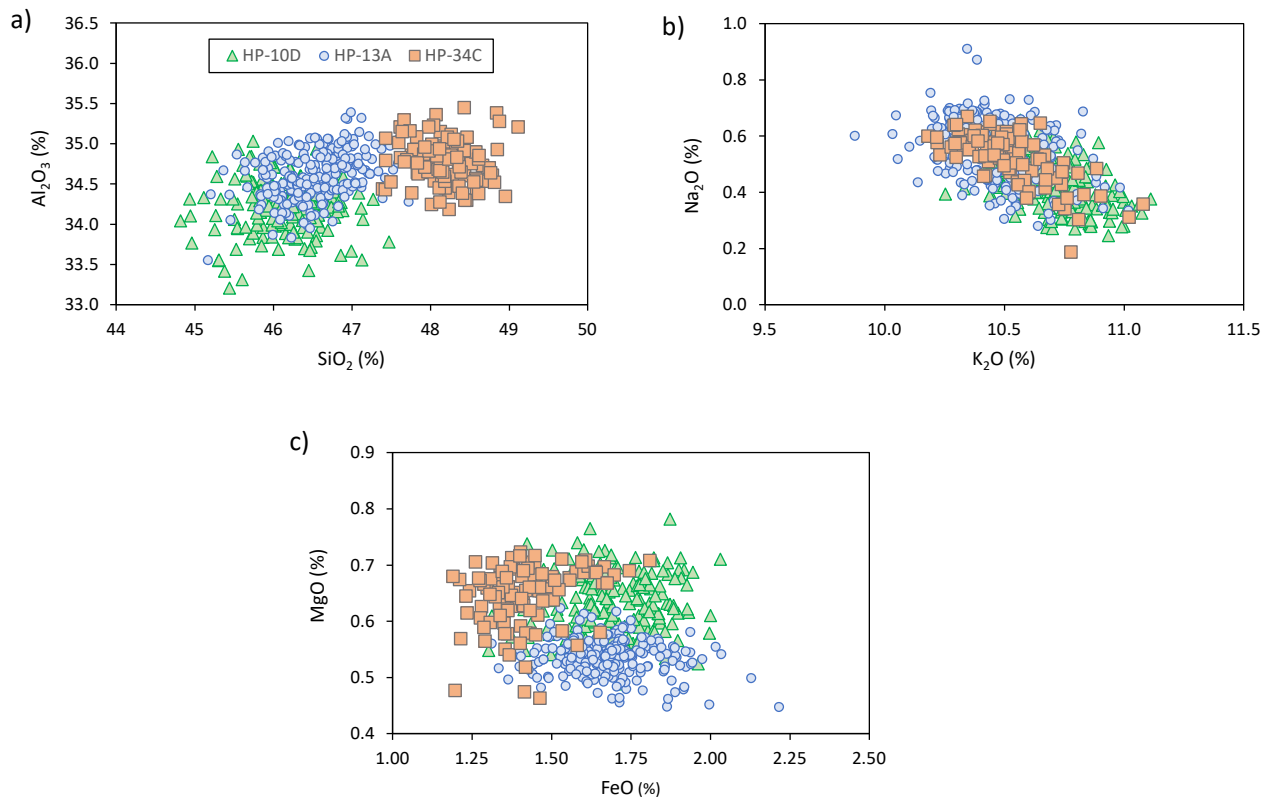 a)
36.5
36.0
35.5
35.0
34.5
34.0
33.5
33.0
Al₂O₃ (%)
HP-10D HP-13A HP-34C
44 45 46 47 48 49 50
SiO₂ (%)
b)
1.0
0.8
0.6
0.4
0.2
0.0
Na₂O (%)
9.5 10.0 10.5 11.0 11.5
K₂O (%)
c)
0.9
0.8
0.7
0.6
0.5
0.4
MgO (%)
1.00 1.25 1.50 1.75 2.00 2.25 2.50
FeO (%)